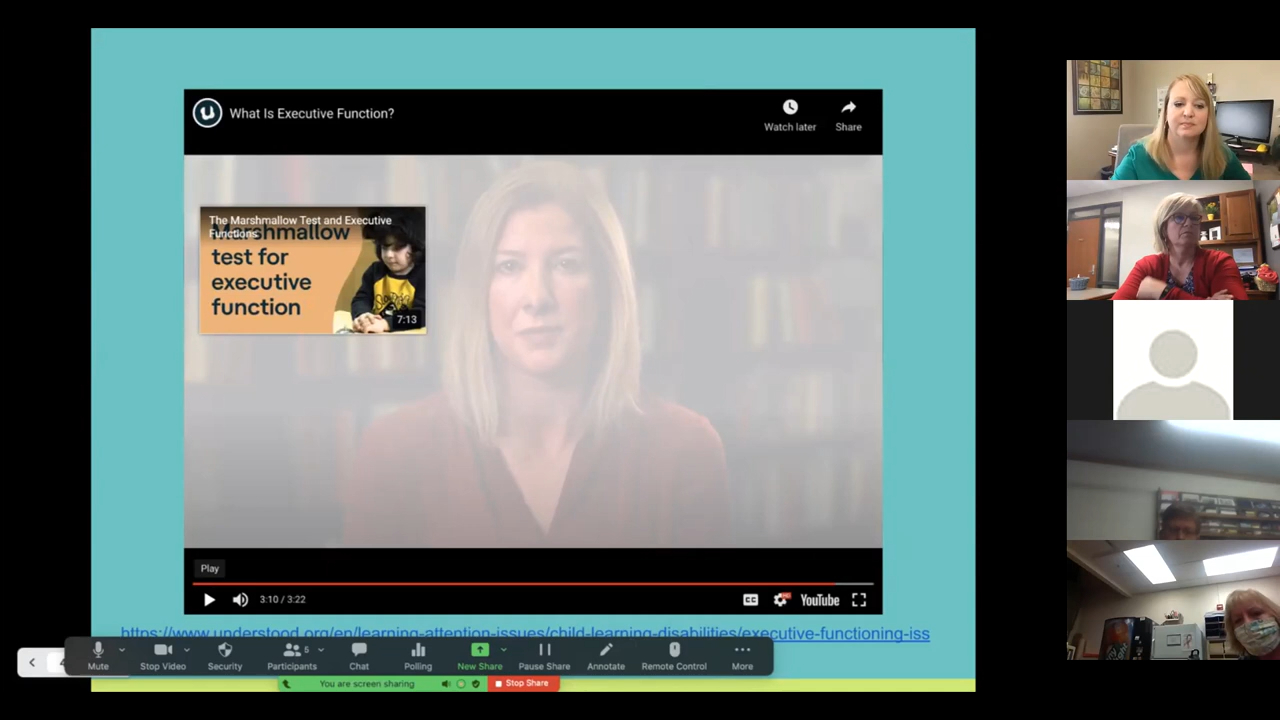 What Is Executive Function?
Watch later
Share
The Marshmallow Test and Executive
Functions
Marshmallow
test for
executive
function
7:13
Play
3:10 / 3:22
CC
YouTube
https://www.understood.org/en/learning-attention-issues/child-learning-disabilities/executive-functioning-iss
5
Mute
Stop Video
Security
Participants
Chat
Polling
New Share
Pause Share
Annotate
Remote Control
More
You are screen sharing
Stop Share